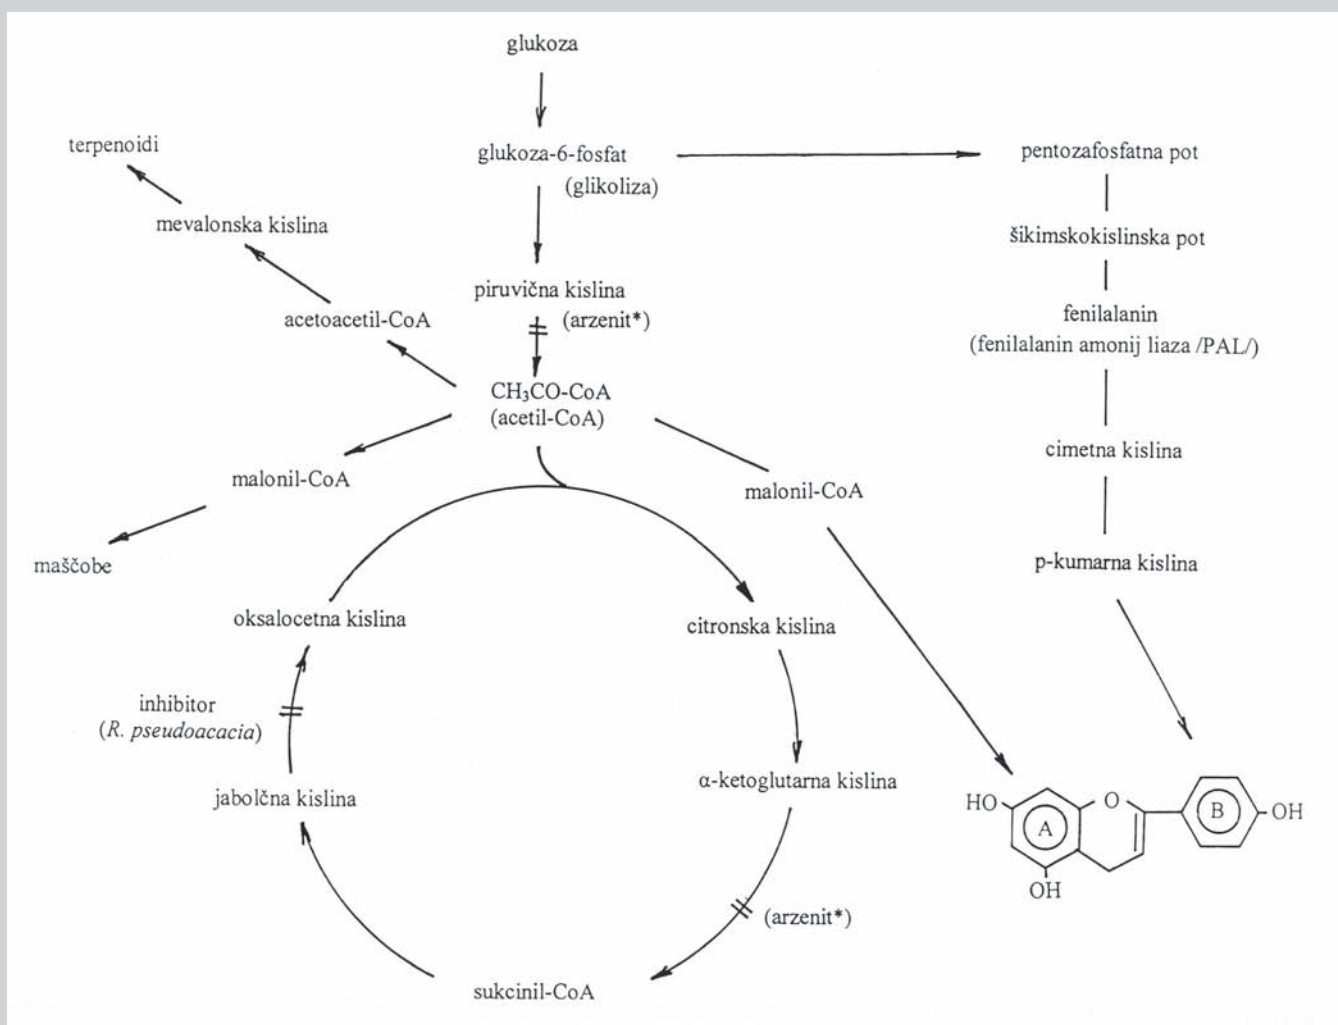 glukoza
terpenoidi
glukoza-6-fosfat
(glikoliza)
pentozafosfatna pot
mevalonska kislina
šikimskokislinska pot
piruvična kislina
(arzenit*)
acetoacetil-CoA
fenilalanin
(fenilalanin amonij liaza /PAL/)
CH₃CO-CoA
(acetil-CoA)
malonil-CoA
malonil-CoA
cimetna kislina
maščobe
p-kumarna kislina
oksalocetna kislina
citronska kislina
inhibitor
(R. pseudoacacia)
jabolčna kislina
α-ketoglutarna kislina
HO
O
A
B
OH
OH
(arzenit*)
sukcinil-CoA